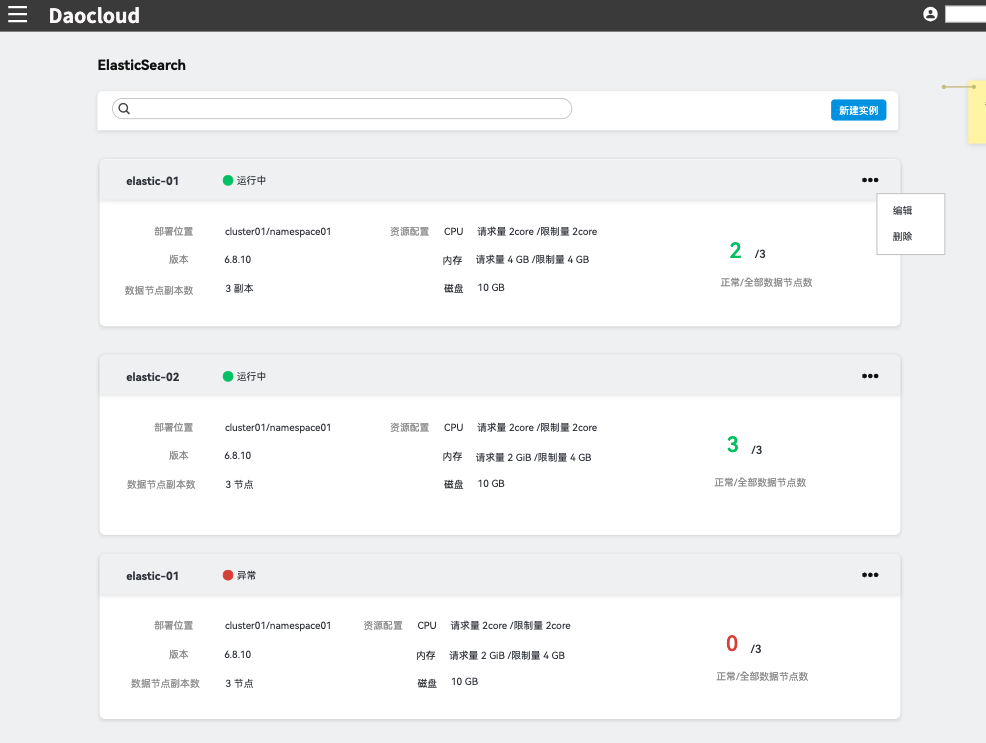 Daocloud
ElasticSearch
新建实例
elastic-01 运行中 •••
编辑
删除
部署位置 cluster01/namespace01 资源配置 CPU 请求量 2core /限制量 2core
版本 6.8.10 内存 请求量 4 GB /限制量 4 GB
数据节点副本数 3 副本 磁盘 10 GB
2 /3
正常/全部数据节点数
elastic-02 运行中 •••
部署位置 cluster01/namespace01 资源配置 CPU 请求量 2core /限制量 2core
版本 6.8.10 内存 请求量 2 GiB /限制量 4 GB
数据节点副本数 3 节点 磁盘 10 GB
3 /3
正常/全部数据节点数
elastic-01 异常 •••
部署位置 cluster01/namespace01 资源配置 CPU 请求量 2core /限制量 2core
版本 6.8.10 内存 请求量 2 GiB /限制量 4 GB
数据节点副本数 3 节点 磁盘 10 GB
0 /3
正常/全部数据节点数